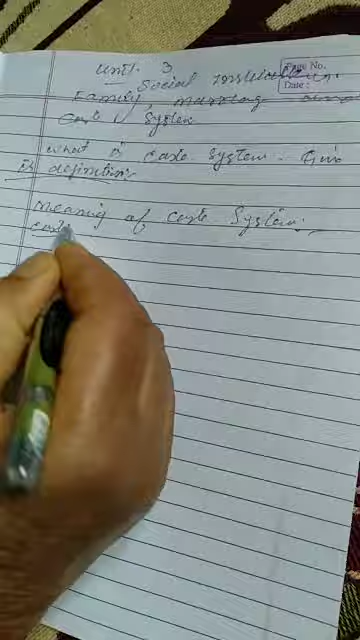 Unit. 3
Page No.
Date :
Social Institution
Family, marriage
Caste System
what is caste system. Give
Its definition
meaning of caste System.
caste